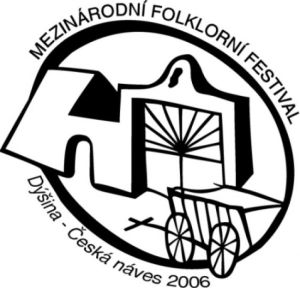 MEZINÁRODNÍ FOLKLORNÍ FESTIVAL
Dýšina - Česká náves 2006